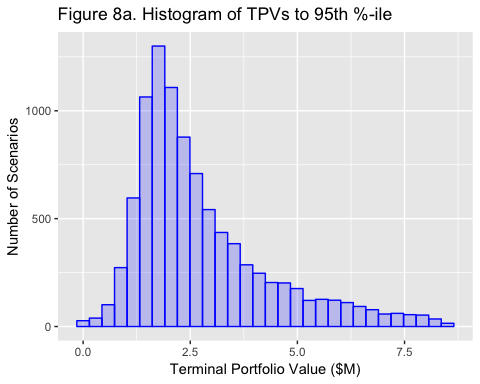 Figure 8a. Histogram of TPVs to 95th %-ile
Number of Scenarios
1000
500
0
0.0 2.5 5.0 7.5
Terminal Portfolio Value ($M)